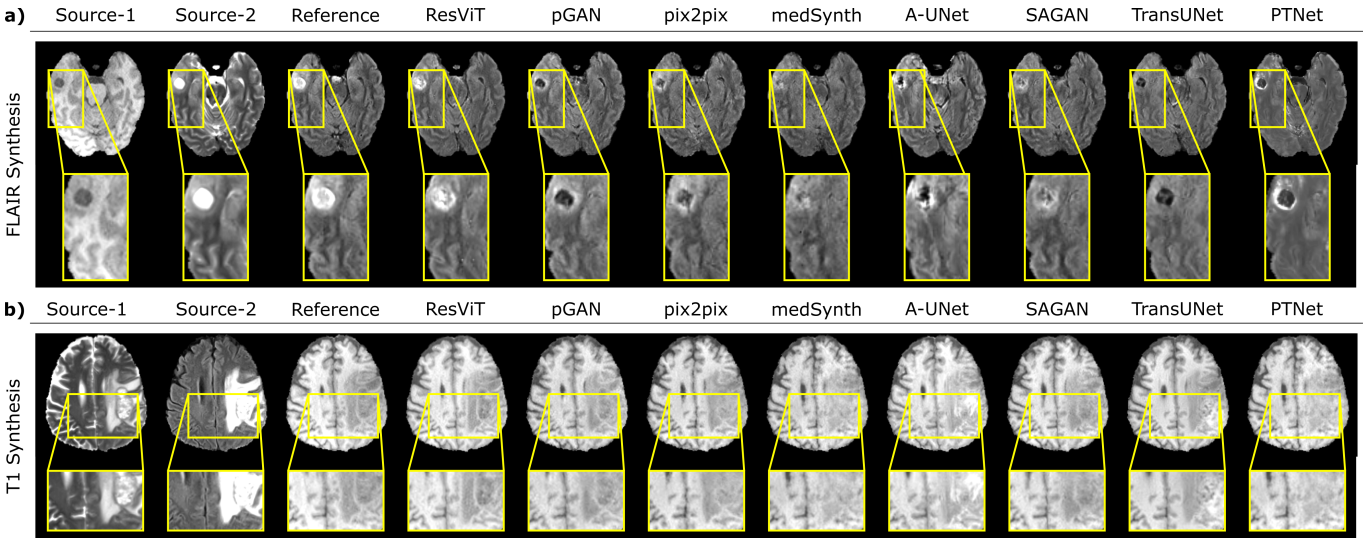 a) Source-1 Source-2 Reference ResViT pGAN pix2pix medSynth A-UNet SAGAN TransUNet PTNet
FLAIR Synthesis
b) Source-1 Source-2 Reference ResViT pGAN pix2pix medSynth A-UNet SAGAN TransUNet PTNet
T1 Synthesis